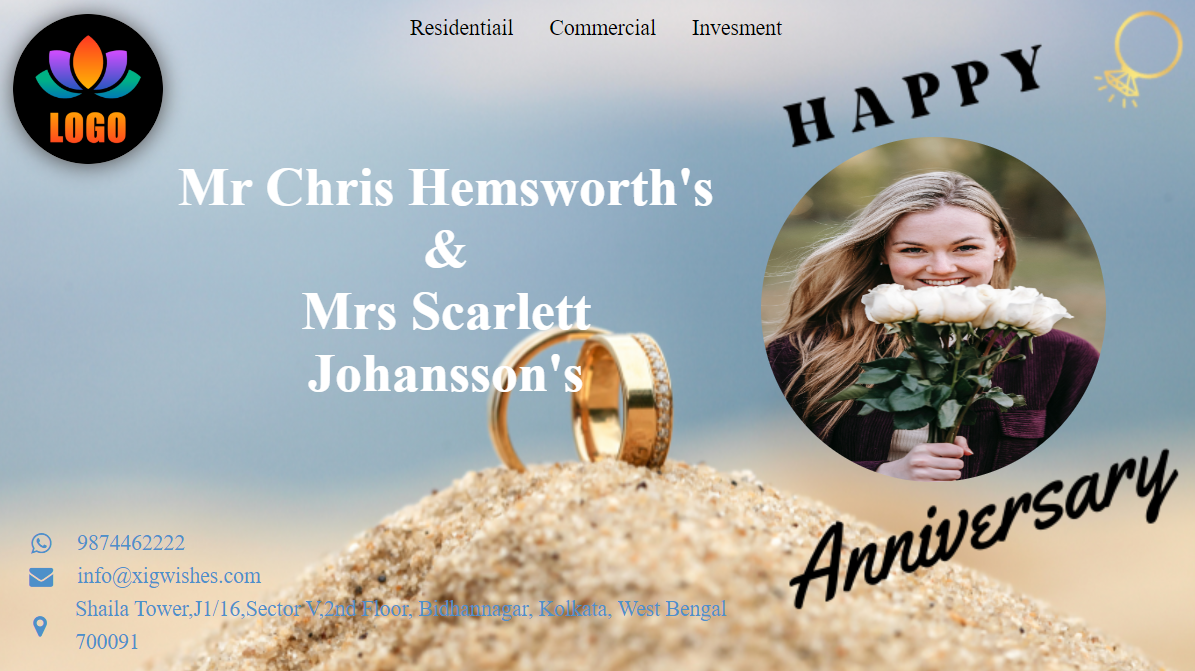 Residentiail Commercial Invesment
LOGO
HAPPY
Mr Chris Hemsworth's
&
Mrs Scarlett
Johansson's
Anniversary
9874462222
info@xigwishes.com
Shaila Tower,J1/16,Sector V,2nd Floor, Bidhannagar, Kolkata, West Bengal
700091